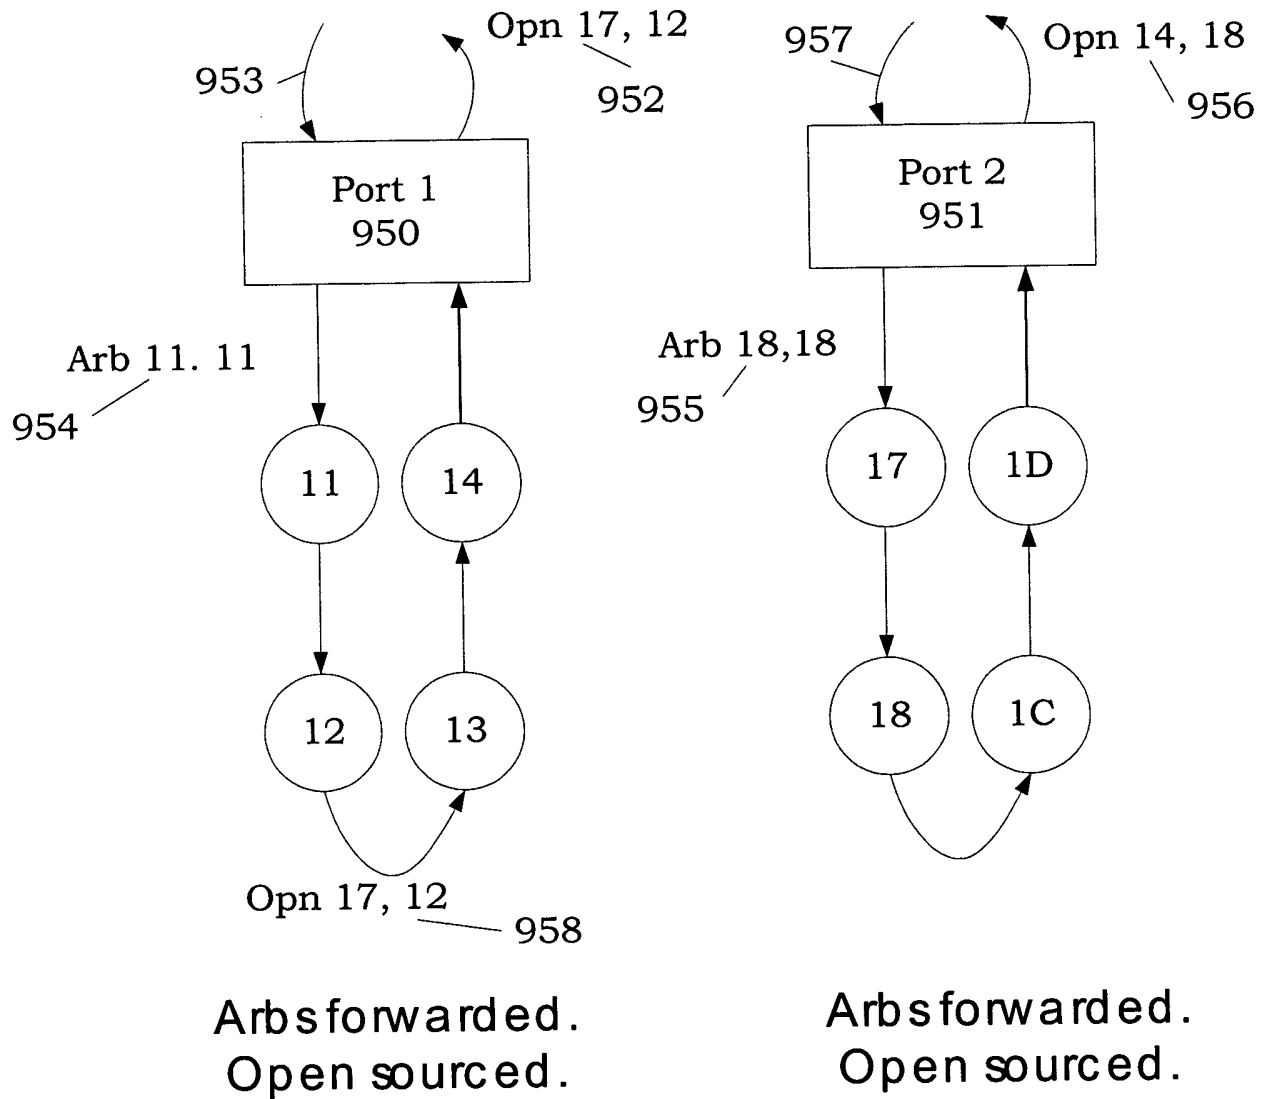 Opn 17, 12
952
953
957
Opn 14, 18
956
Port 1
950
Port 2
951
Arb 11. 11
954
Arb 18,18
955
11
14
17
1D
12
13
18
1C
Opn 17, 12
958
Arbs forwarded.
Open sourced.
Arbs forwarded.
Open sourced.